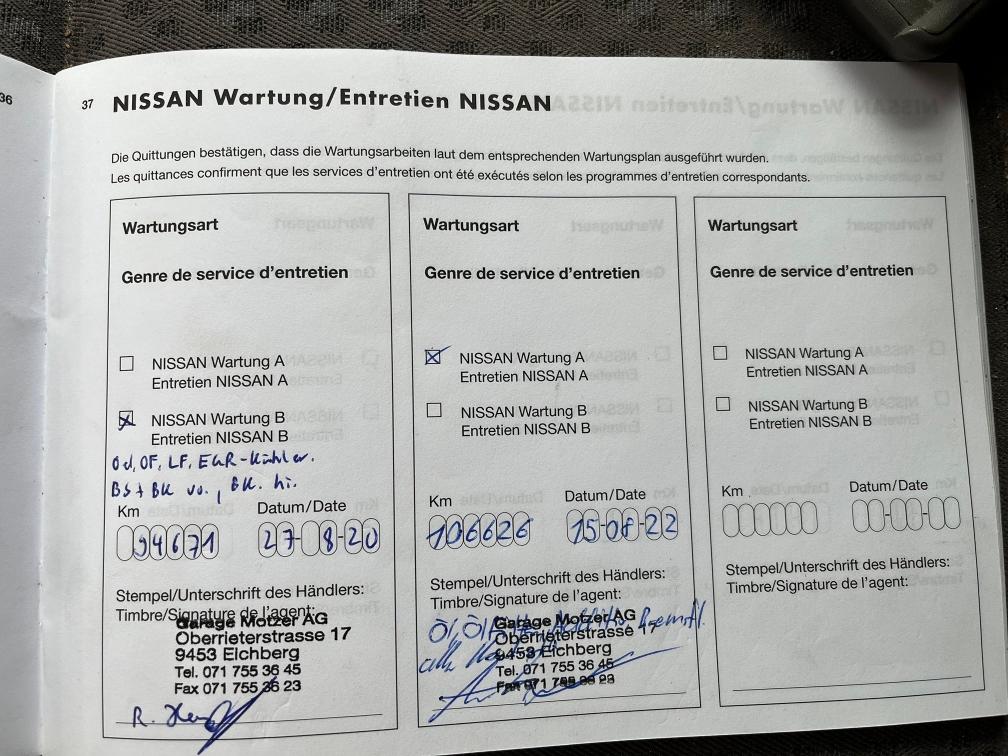 36
37 NISSAN Wartung/Entretien NISSAN
Die Quittungen bestätigen, dass die Wartungsarbeiten laut dem entsprechenden Wartungsplan ausgeführt wurden.
Les quittances confirment que les services d'entretien ont été exécutés selon les programmes d'entretien correspondants.
Wartungsart
Genre de service d'entretien
NISSAN Wartung A
Entretien NISSAN A
NISSAN Wartung B
Entretien NISSAN B
Oel, OF, LF, EGR-Kühler.
BS + BK vo., BK. hi.
Km Datum/Date
94671 27-8-20
Stempel/Unterschrift des Händlers:
Timbre/Signature de l'agent:
Garage Motzer AG
Oberrieterstrasse 17
9453 Eichberg
Tel. 071 755 36 45
Fax 071 755 36 23
R.
Wartungsart
Genre de service d'entretien
NISSAN Wartung A
Entretien NISSAN A
NISSAN Wartung B
Entretien NISSAN B
Km Datum/Date
106626 15-08-22
Stempel/Unterschrift des Händlers:
Timbre/Signature de l'agent:
Garage Motzer AG
Öl, Ölf
Oberrieterstrasse 17
9453 Eichberg
Tel. 071 755 36 45
Fax 071 755 36 23
Wartungsart
Genre de service d'entretien
NISSAN Wartung A
Entretien NISSAN A
NISSAN Wartung B
Entretien NISSAN B
Km Datum/Date
Stempel/Unterschrift des Händlers:
Timbre/Signature de l'agent: